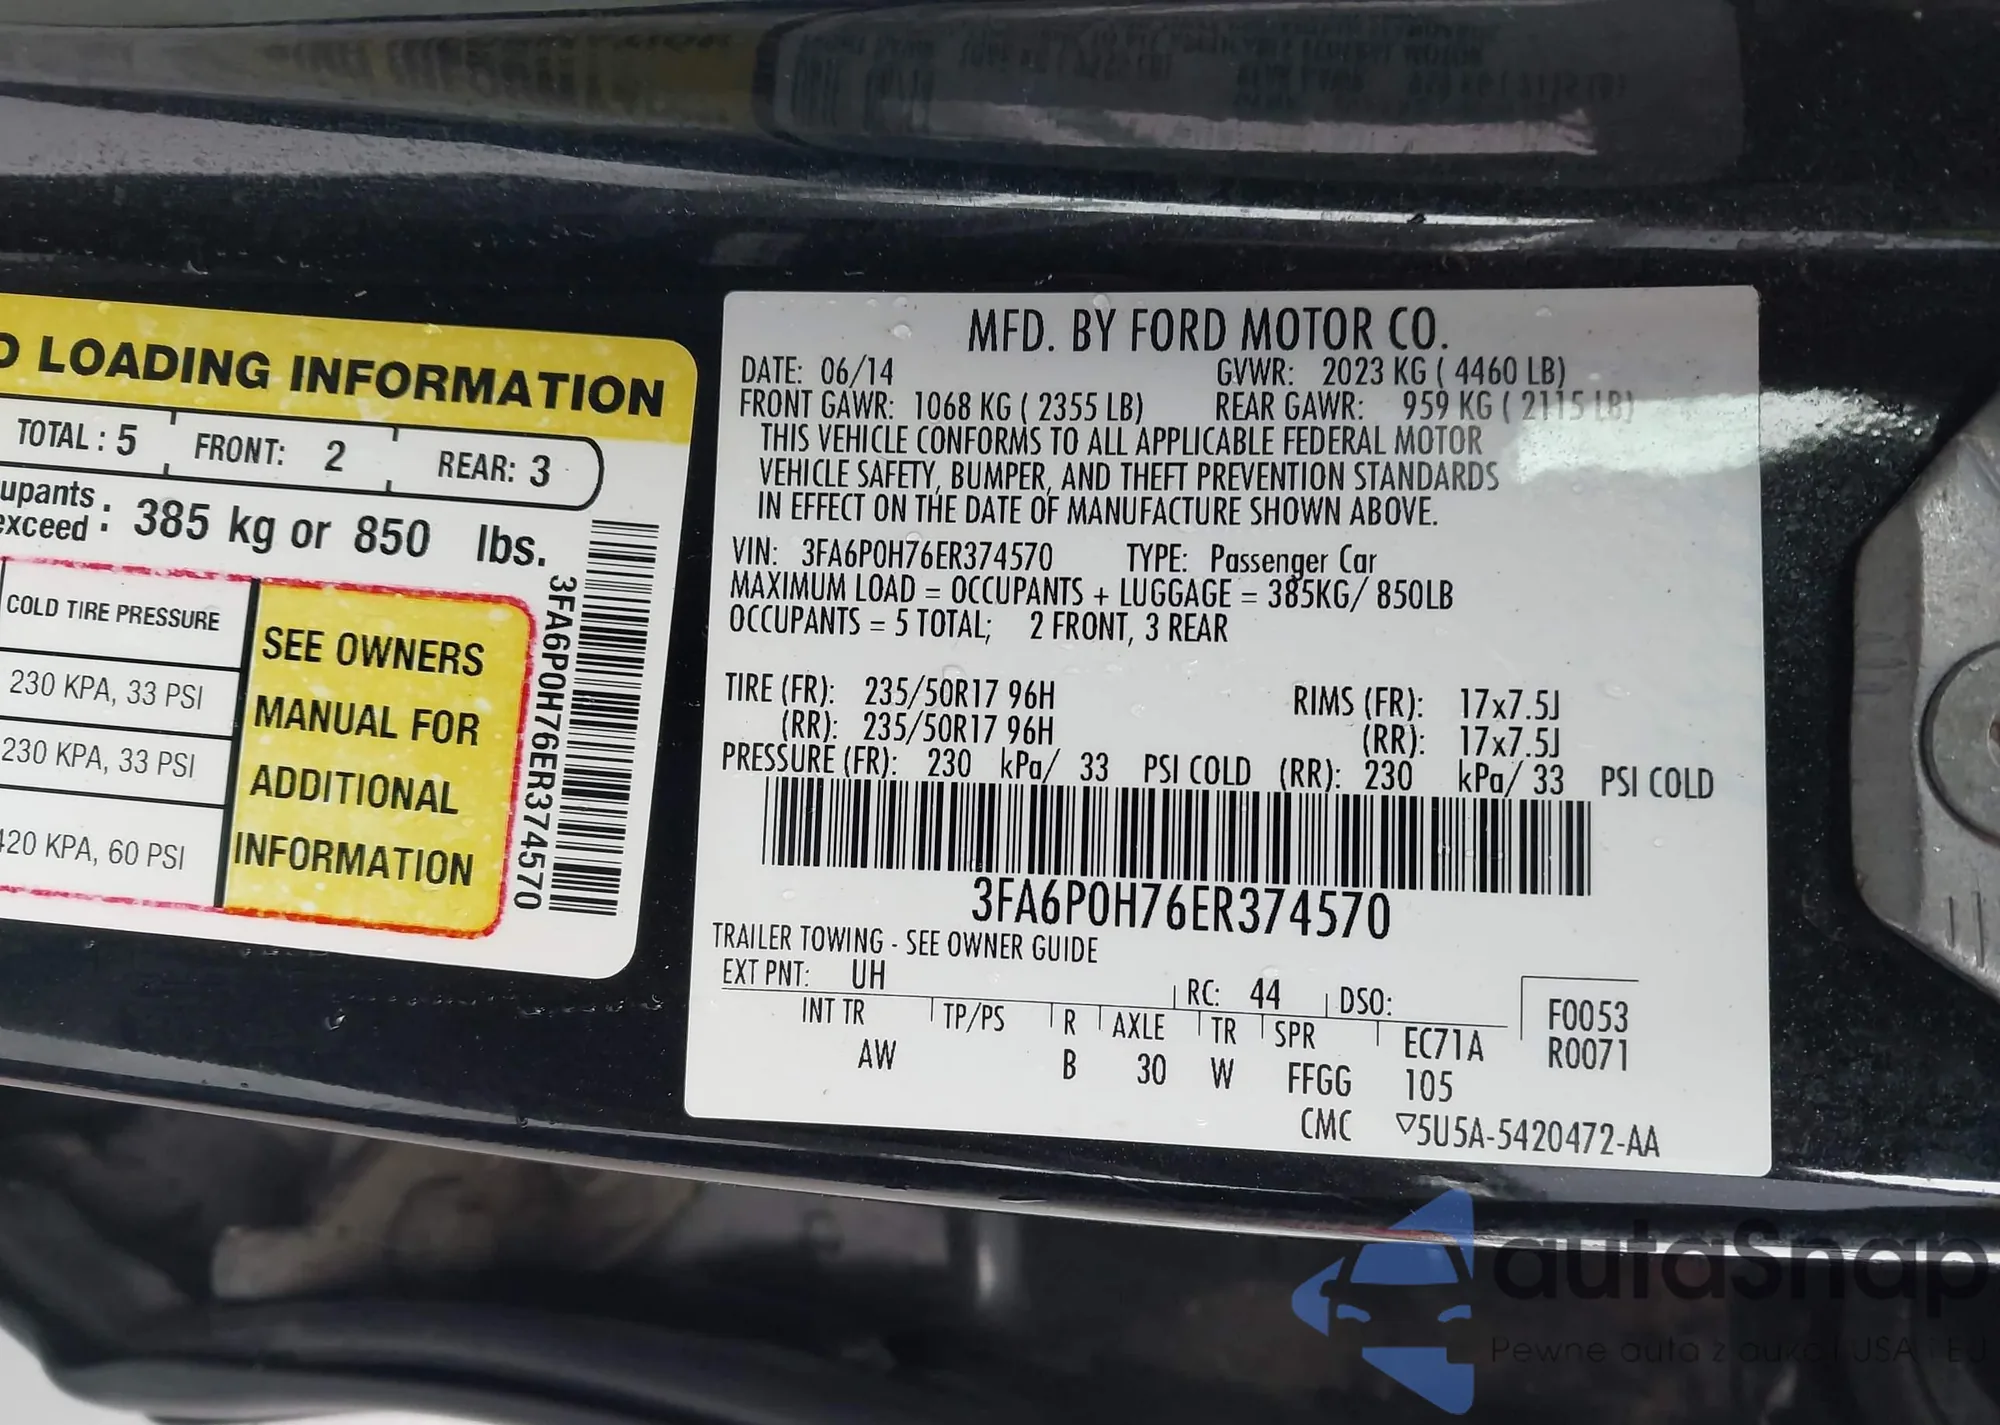 LOADING INFORMATION
TOTAL : 5 FRONT: 2 REAR: 3
385 kg or 850 lbs.
exceed :
COLD TIRE PRESSURE
230 KPA, 33 PSI
230 KPA, 33 PSI
420 KPA, 60 PSI
SEE OWNERS
MANUAL FOR
ADDITIONAL
INFORMATION
3FA6P0H76ER374570
MFD. BY FORD MOTOR CO.
DATE: 06/14 GVWR: 2023 KG ( 4460 LB)
FRONT GAWR: 1068 KG ( 2355 LB) REAR GAWR: 959 KG ( 2115 LB)
THIS VEHICLE CONFORMS TO ALL APPLICABLE FEDERAL MOTOR
VEHICLE SAFETY, BUMPER, AND THEFT PREVENTION STANDARDS
IN EFFECT ON THE DATE OF MANUFACTURE SHOWN ABOVE.
VIN: 3FA6P0H76ER374570 TYPE: Passenger Car
MAXIMUM LOAD = OCCUPANTS + LUGGAGE = 385KG/ 850LB
OCCUPANTS = 5 TOTAL; 2 FRONT, 3 REAR
TIRE (FR): 235/50R17 96H RIMS (FR): 17x7.5J
(RR): 235/50R17 96H (RR): 17x7.5J
PRESSURE (FR): 230 kPa/ 33 PSI COLD (RR): 230 kPa/ 33 PSI COLD
3FA6P0H76ER374570
TRAILER TOWING - SEE OWNER GUIDE
EXT PNT: UH RC: 44 DSO: F0053
INT TR TP/PS R AXLE TR SPR EC71A R0071
AW B 30 W FFGG 105
CMC ▽5U5A-5420472-AA
autaSnap
Pewne auta z aukcji USA i EU